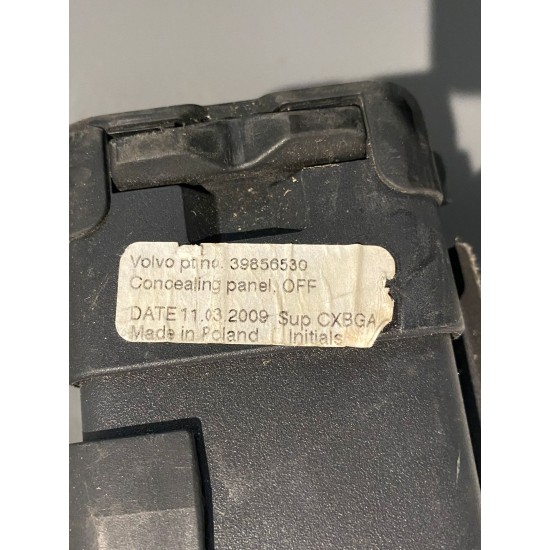 Volvo pt no. 39856530
Concealing panel, OFF
DATE 11.03.2009 Sup CXBGA
Made in Poland Initials